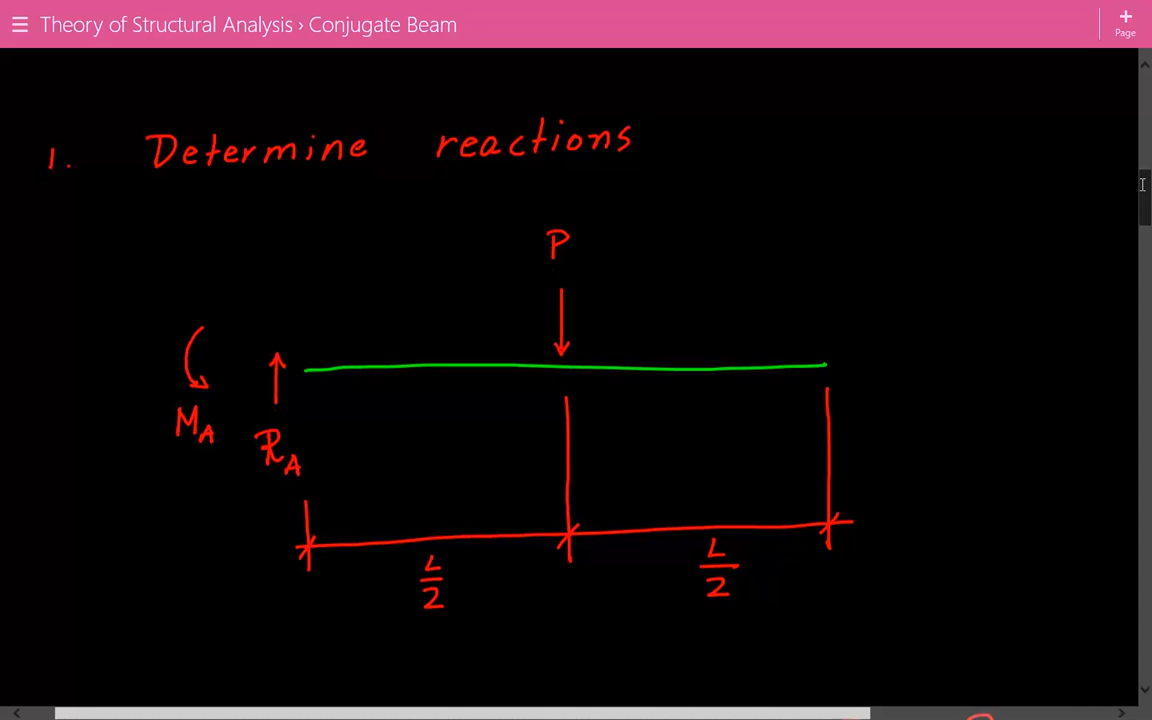 Theory of Structural Analysis › Conjugate Beam
Page
1. Determine reactions
P
M_A
R_A
L/2
L/2